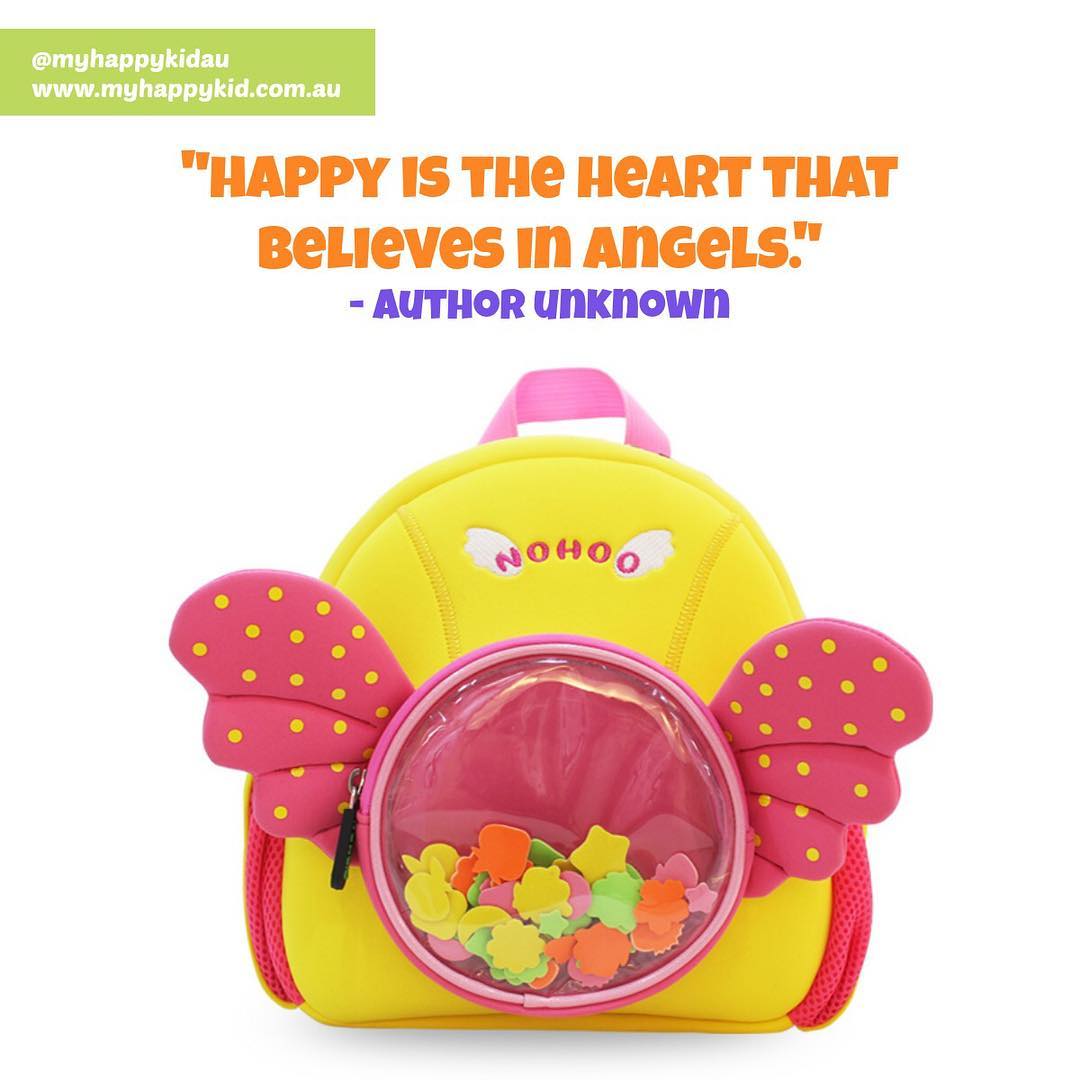 @myhappykidau
www.myhappykid.com.au
"HAPPY IS THE HEART THAT
BELIEVES IN ANGELS."
- AUTHOR UNKNOWN
NOHOO